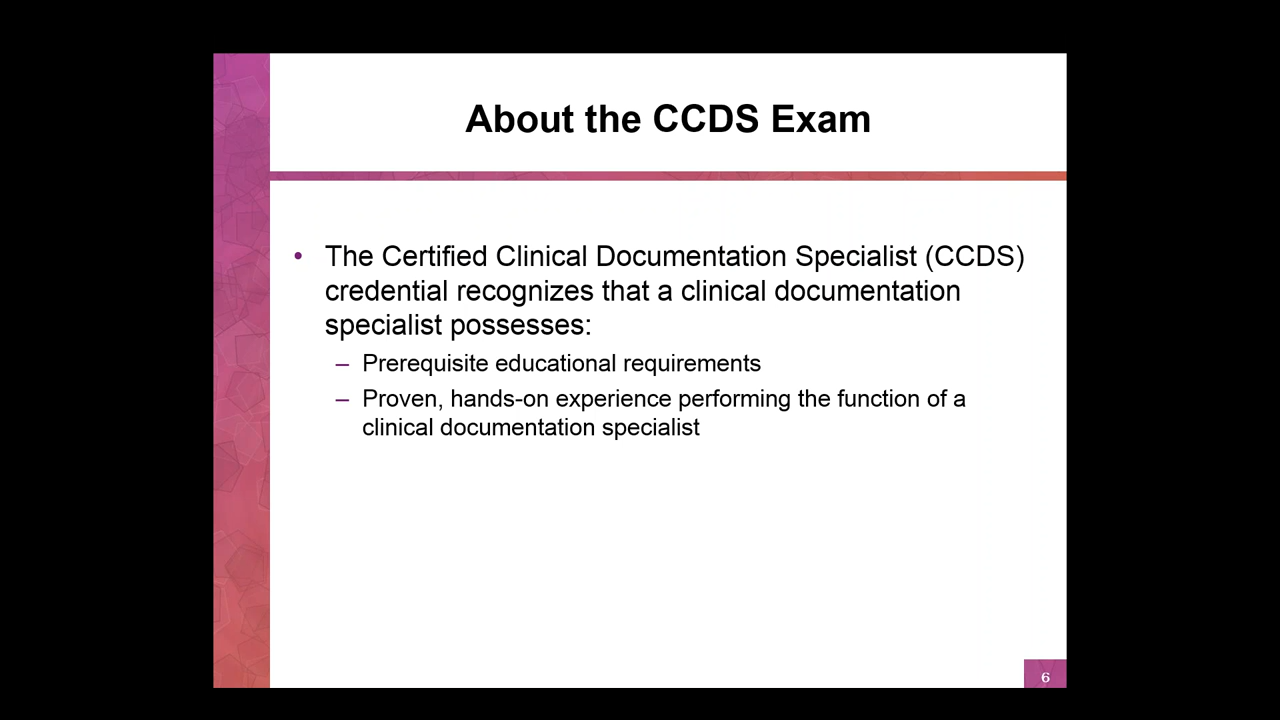 About the CCDS Exam
• The Certified Clinical Documentation Specialist (CCDS)
credential recognizes that a clinical documentation
specialist possesses:
– Prerequisite educational requirements
– Proven, hands-on experience performing the function of a
clinical documentation specialist
6